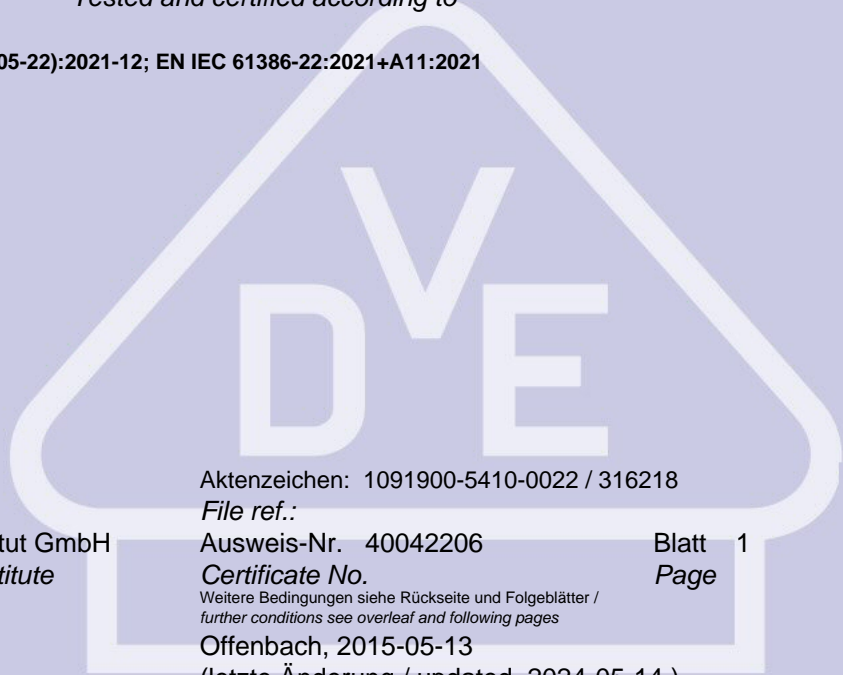 Tested and certified according to
05-22):2021-12; EN IEC 61386-22:2021+A11:2021
VDE
Aktenzeichen: 1091900-5410-0022 / 316218
File ref.:
tut GmbH Ausweis-Nr. 40042206 Blatt 1
titute Certificate No. Page
Weitere Bedingungen siehe Rückseite und Folgeblätter /
further conditions see overleaf and following pages
Offenbach, 2015-05-13
(letzte Änderung / updated 2024-05-14 )